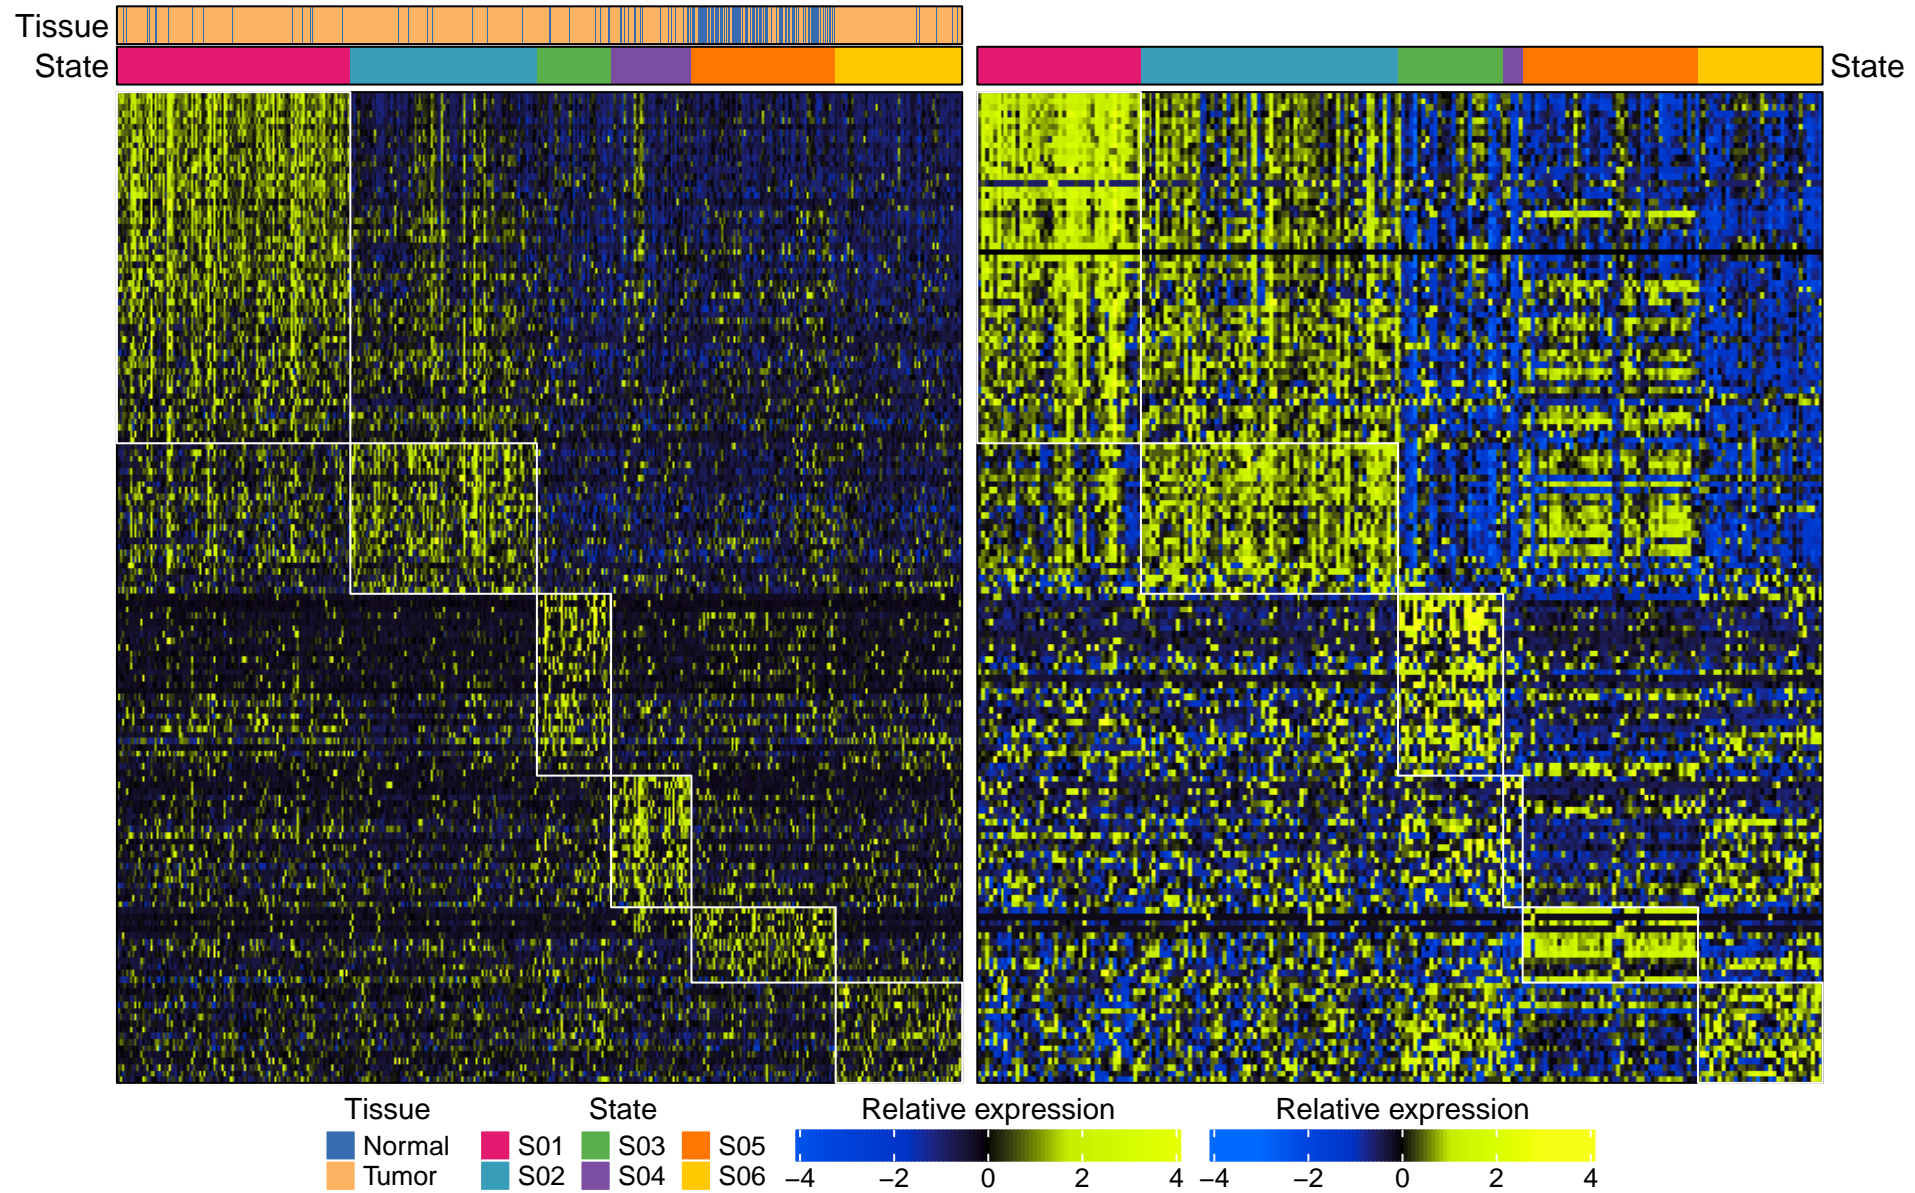 Tissue
State
State
Tissue
State
Relative expression
Relative expression
Normal
S01
S03
S05
Tumor
S02
S04
S06
−4 −2 0 2 4
−4 −2 0 2 4